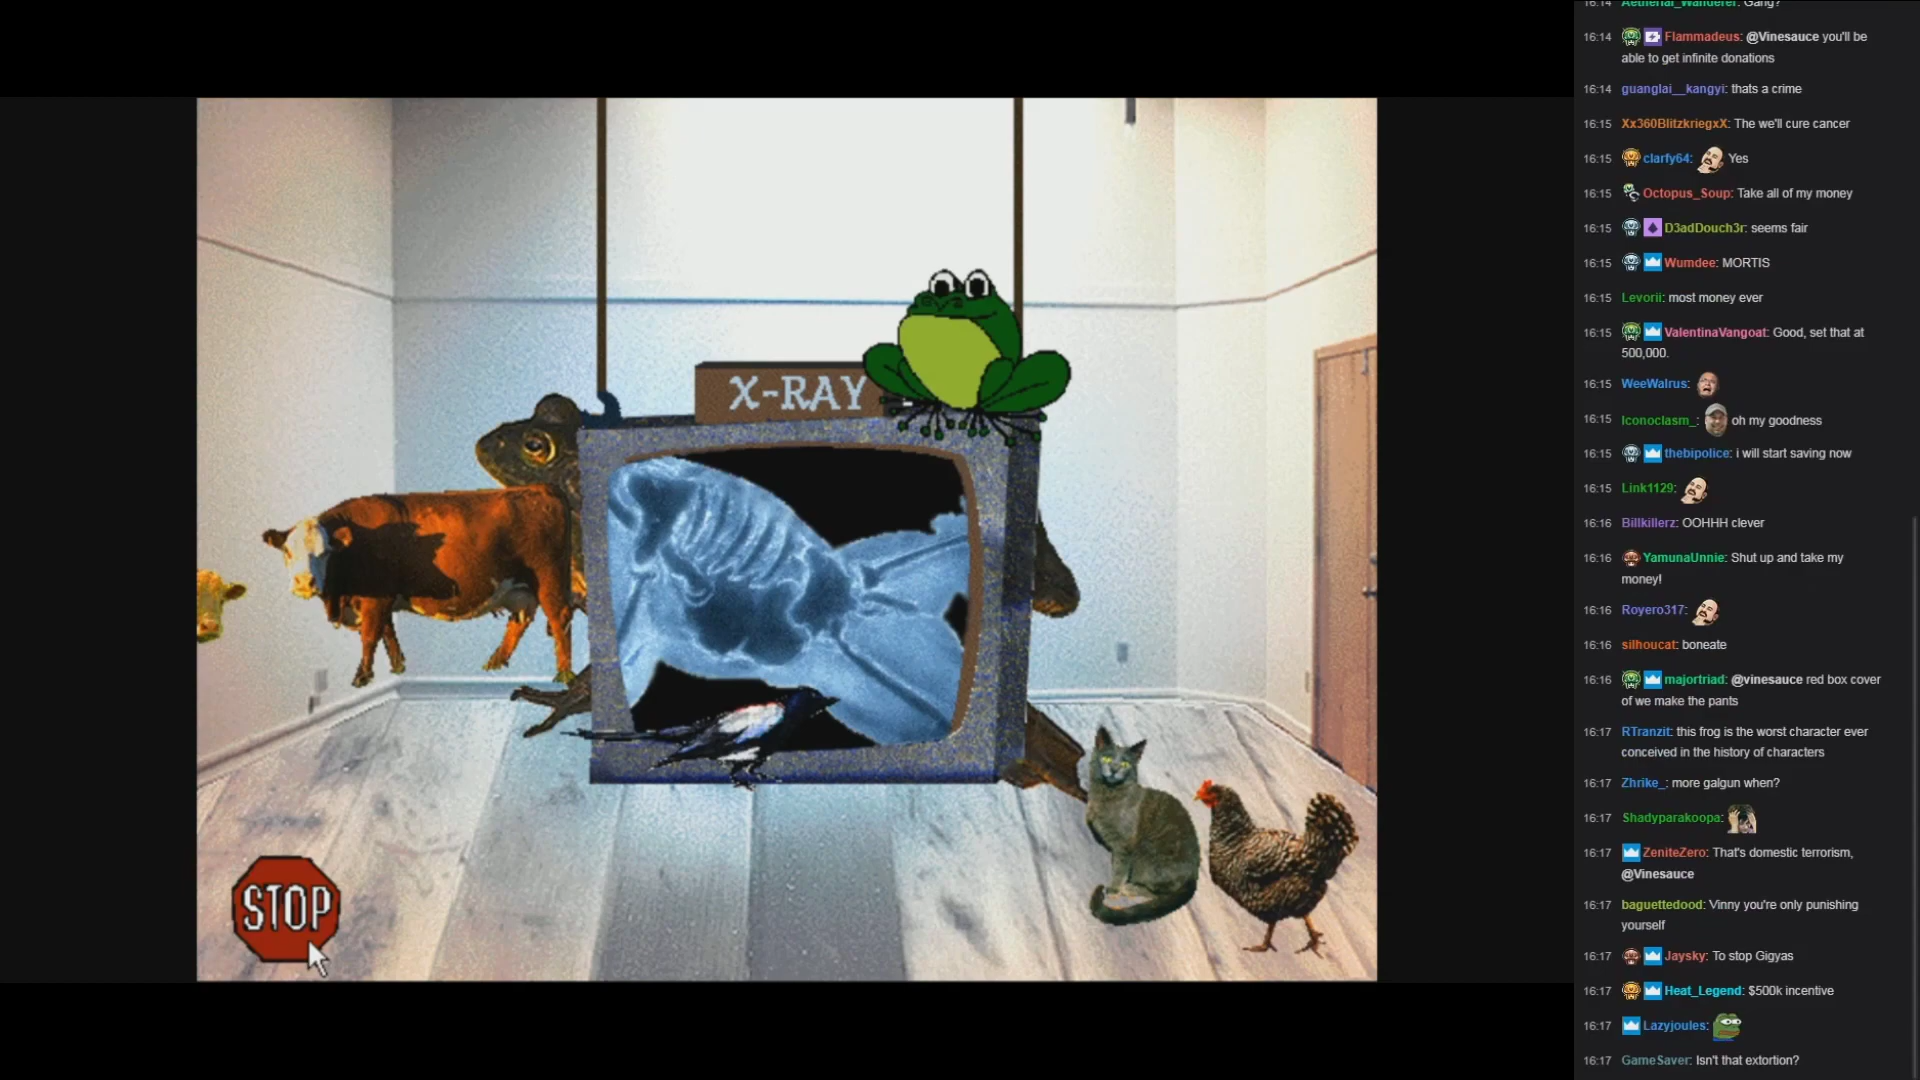 X-RAY
STOP
16:14 Aetherial_Wanderer: Gang?
16:14 Flammadeus: @Vinesauce you'll be
able to get infinite donations
16:14 guanglai__kangyi: thats a crime
16:15 Xx360BlitzkriegxX: The we'll cure cancer
16:15 clarfy64: Yes
16:15 Octopus_Soup: Take all of my money
16:15 D3adDouch3r: seems fair
16:15 Wumdee: MORTIS
16:15 Levorii: most money ever
16:15 ValentinaVangoat: Good, set that at
500,000.
16:15 WeeWalrus:
16:15 Iconoclasm_: oh my goodness
16:15 thebipolice: i will start saving now
16:15 Link1129:
16:16 Billkillerz: OOHHH clever
16:16 YamunaUnnie: Shut up and take my
money!
16:16 Royero317:
16:16 silhoucat: boneate
16:16 majortriad: @vinesauce red box cover
of we make the pants
16:17 RTranzit: this frog is the worst character ever
conceived in the history of characters
16:17 Zhrike_: more galgun when?
16:17 Shadyparakoopa:
16:17 ZeniteZero: That's domestic terrorism,
@Vinesauce
16:17 baguettedood: Vinny you're only punishing
yourself
16:17 Jaysky: To stop Gigyas
16:17 Heat_Legend: $500k incentive
16:17 Lazyjoules:
16:17 GameSaver: Isn't that extortion?